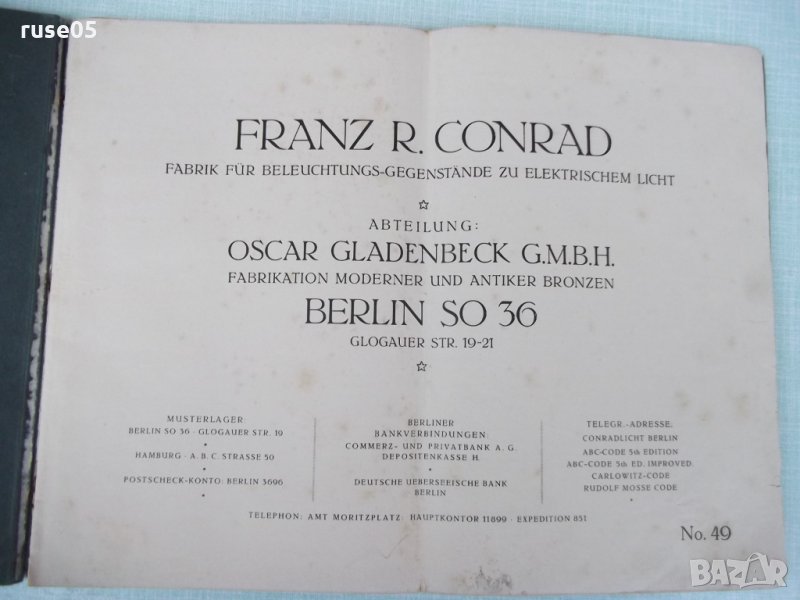 ruse05
FRANZ R. CONRAD
FABRIK FÜR BELEUCHTUNGS-GEGENSTÄNDE ZU ELEKTRISCHEM LICHT
ABTEILUNG:
OSCAR GLADENBECK G.M.B.H.
FABRIKATION MODERNER UND ANTIKER BRONZEN
BERLIN SO 36
GLOGAUER STR. 19-21
MUSTERLAGER
BERLIN SO 36 · GLOGAUER STR. 19
HAMBURG · A. B. C. STRASSE 50
POSTSCHECK-KONTO: BERLIN 3696
BERLINER
BANKVERBINDUNGEN
COMMERZ- UND PRIVATBANK A. G.
DEPOSITENKASSE H.
DEUTSCHE UEBERSEEISCHE BANK
BERLIN
TELEGR.-ADRESSE:
CONRADLICHT BERLIN
ABC-CODE 5th EDITION
ABC-CODE 5th ED. IMPROVED
CARLOWITZ-CODE
RUDOLF MOSSE CODE
TELEPHON: AMT MORITZPLATZ: HAUPTKONTOR 11899 · EXPEDITION 851
No. 49
BAZAR